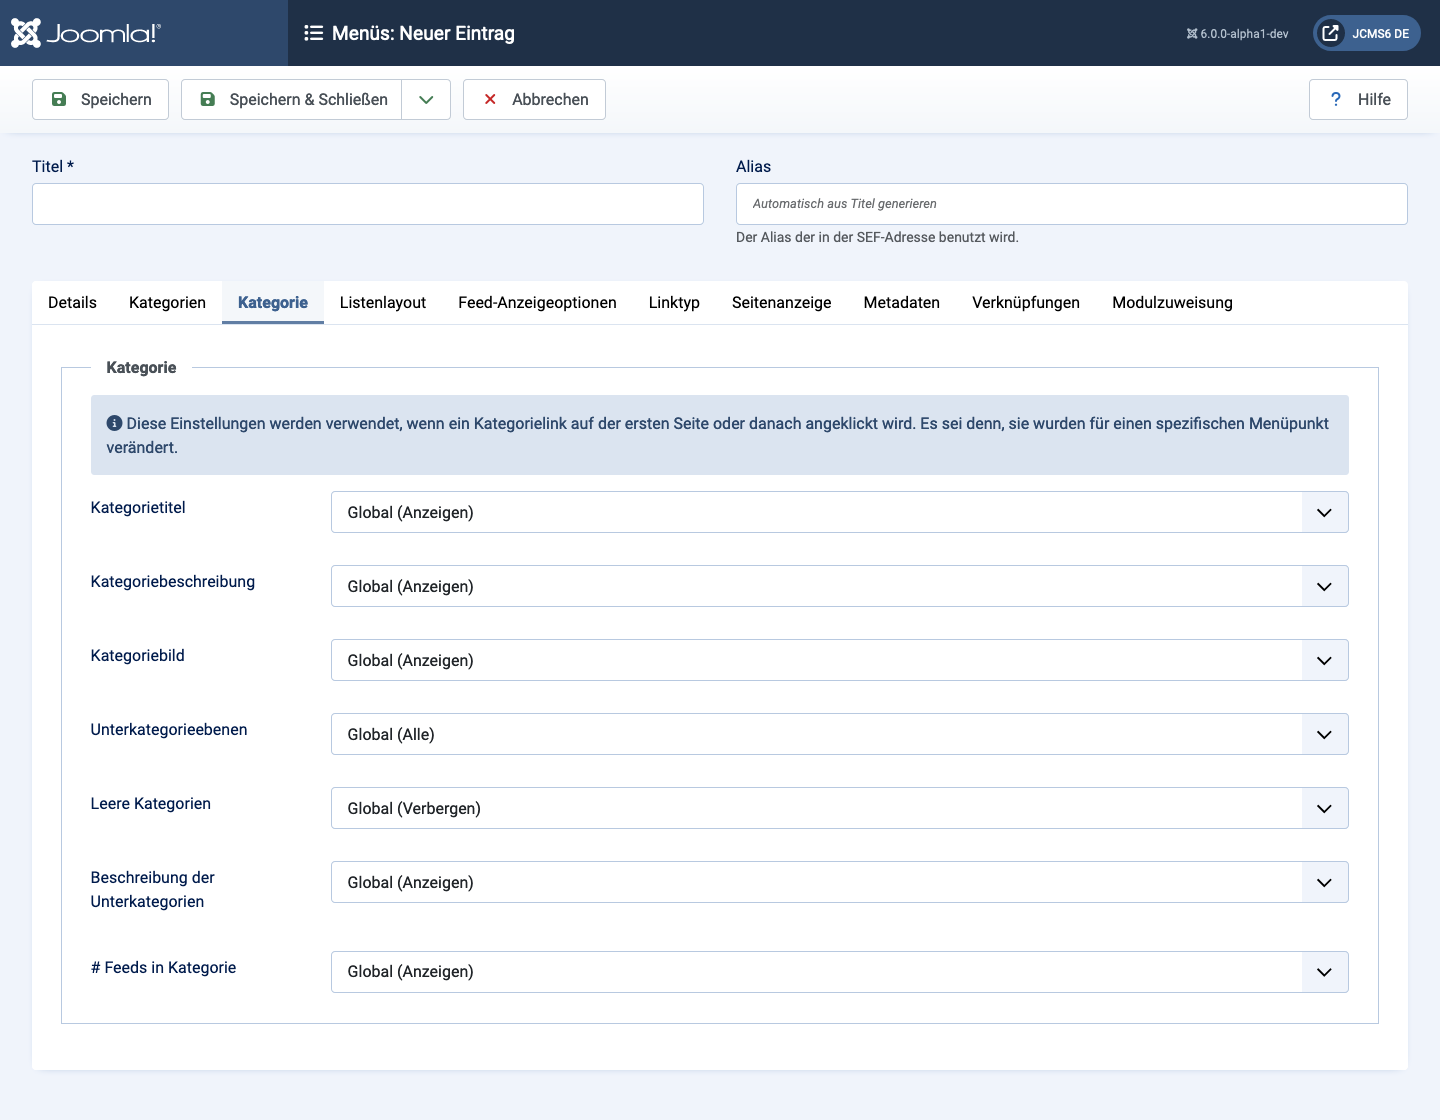 Joomla!®
Menüs: Neuer Eintrag
6.0.0-alpha1-dev
JCMS6 DE
Speichern
Speichern & Schließen
Abbrechen
? Hilfe
Titel *
Alias
Automatisch aus Titel generieren
Der Alias der in der SEF-Adresse benutzt wird.
Details Kategorien Kategorie Listenlayout Feed-Anzeigeoptionen Linktyp Seitenanzeige Metadaten Verknüpfungen Modulzuweisung
Kategorie
Diese Einstellungen werden verwendet, wenn ein Kategorielink auf der ersten Seite oder danach angeklickt wird. Es sei denn, sie wurden für einen spezifischen Menüpunkt
verändert.
Kategorietitel
Global (Anzeigen)
Kategoriebeschreibung
Global (Anzeigen)
Kategoriebild
Global (Anzeigen)
Unterkategorieebenen
Global (Alle)
Leere Kategorien
Global (Verbergen)
Beschreibung der
Unterkategorien
Global (Anzeigen)
# Feeds in Kategorie
Global (Anzeigen)